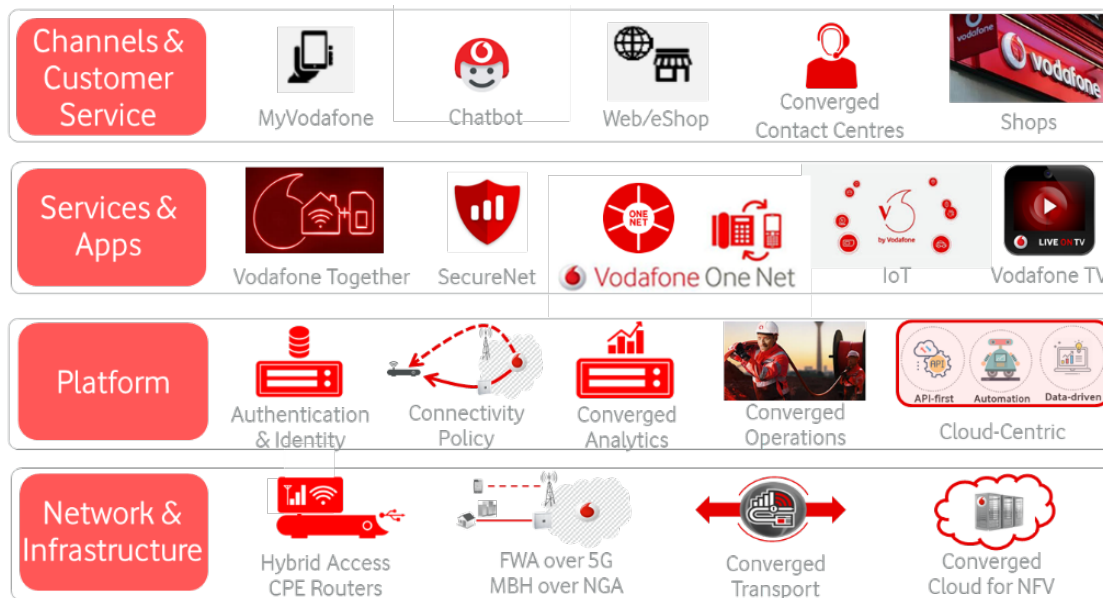 Channels &
Customer
Service
MyVodafone
Chatbot
Web/eShop
Converged
Contact Centres
vodafone
vodafone
Shops
Services &
Apps
Vodafone Together
SecureNet
ONE
NET
Vodafone One Net
V
by Vodafone
IoT
LIVE ON TV
Vodafone TV
Platform
Authentication
& Identity
Connectivity
Policy
Converged
Analytics
Converged
Operations
API
API-first
Automation
Data-driven
Cloud-Centric
Network &
Infrastructure
Hybrid Access
CPE Routers
FWA over 5G
MBH over NGA
Converged
Transport
Converged
Cloud for NFV